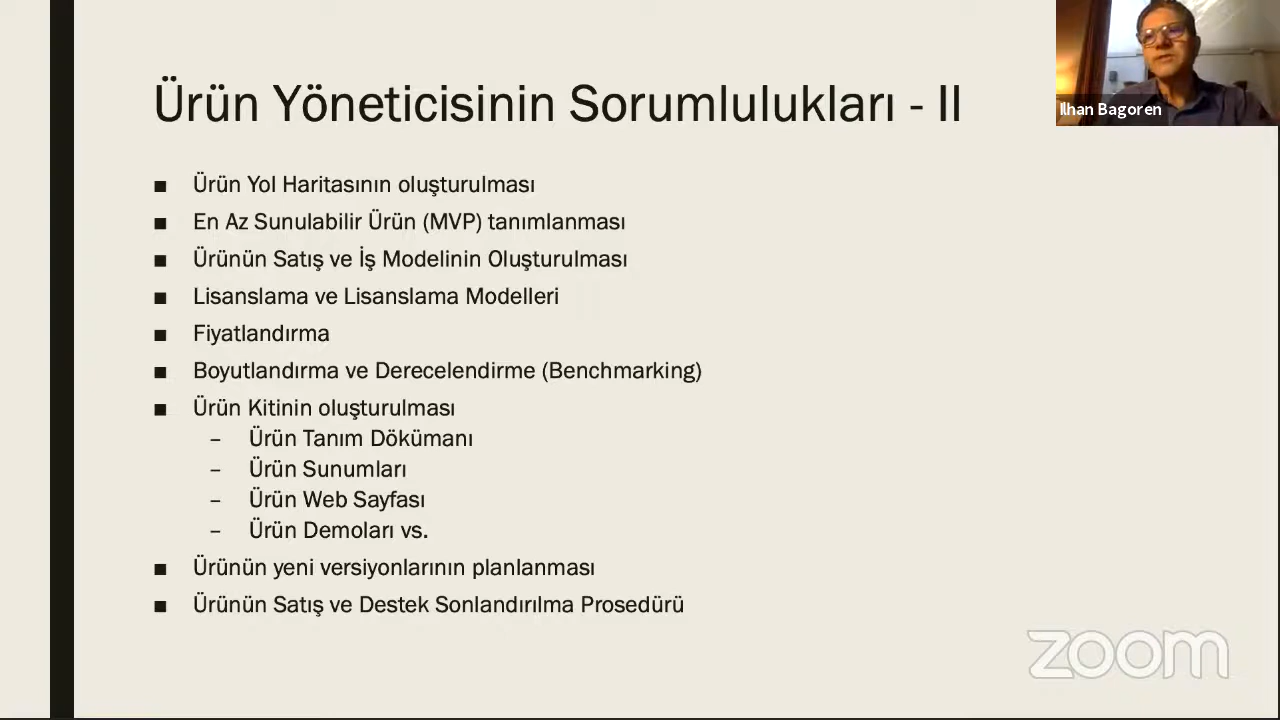 Ürün Yöneticisinin Sorumlulukları - II
Ilhan Bagoren
■ Ürün Yol Haritasının oluşturulması
■ En Az Sunulabilir Ürün (MVP) tanımlanması
■ Ürünün Satış ve İş Modelinin Oluşturulması
■ Lisanslama ve Lisanslama Modelleri
■ Fiyatlandırma
■ Boyutlandırma ve Derecelendirme (Benchmarking)
■ Ürün Kitinin oluşturulması
– Ürün Tanım Dökümanı
– Ürün Sunumları
– Ürün Web Sayfası
– Ürün Demoları vs.
■ Ürünün yeni versiyonlarının planlanması
■ Ürünün Satış ve Destek Sonlandırılma Prosedürü
zoom